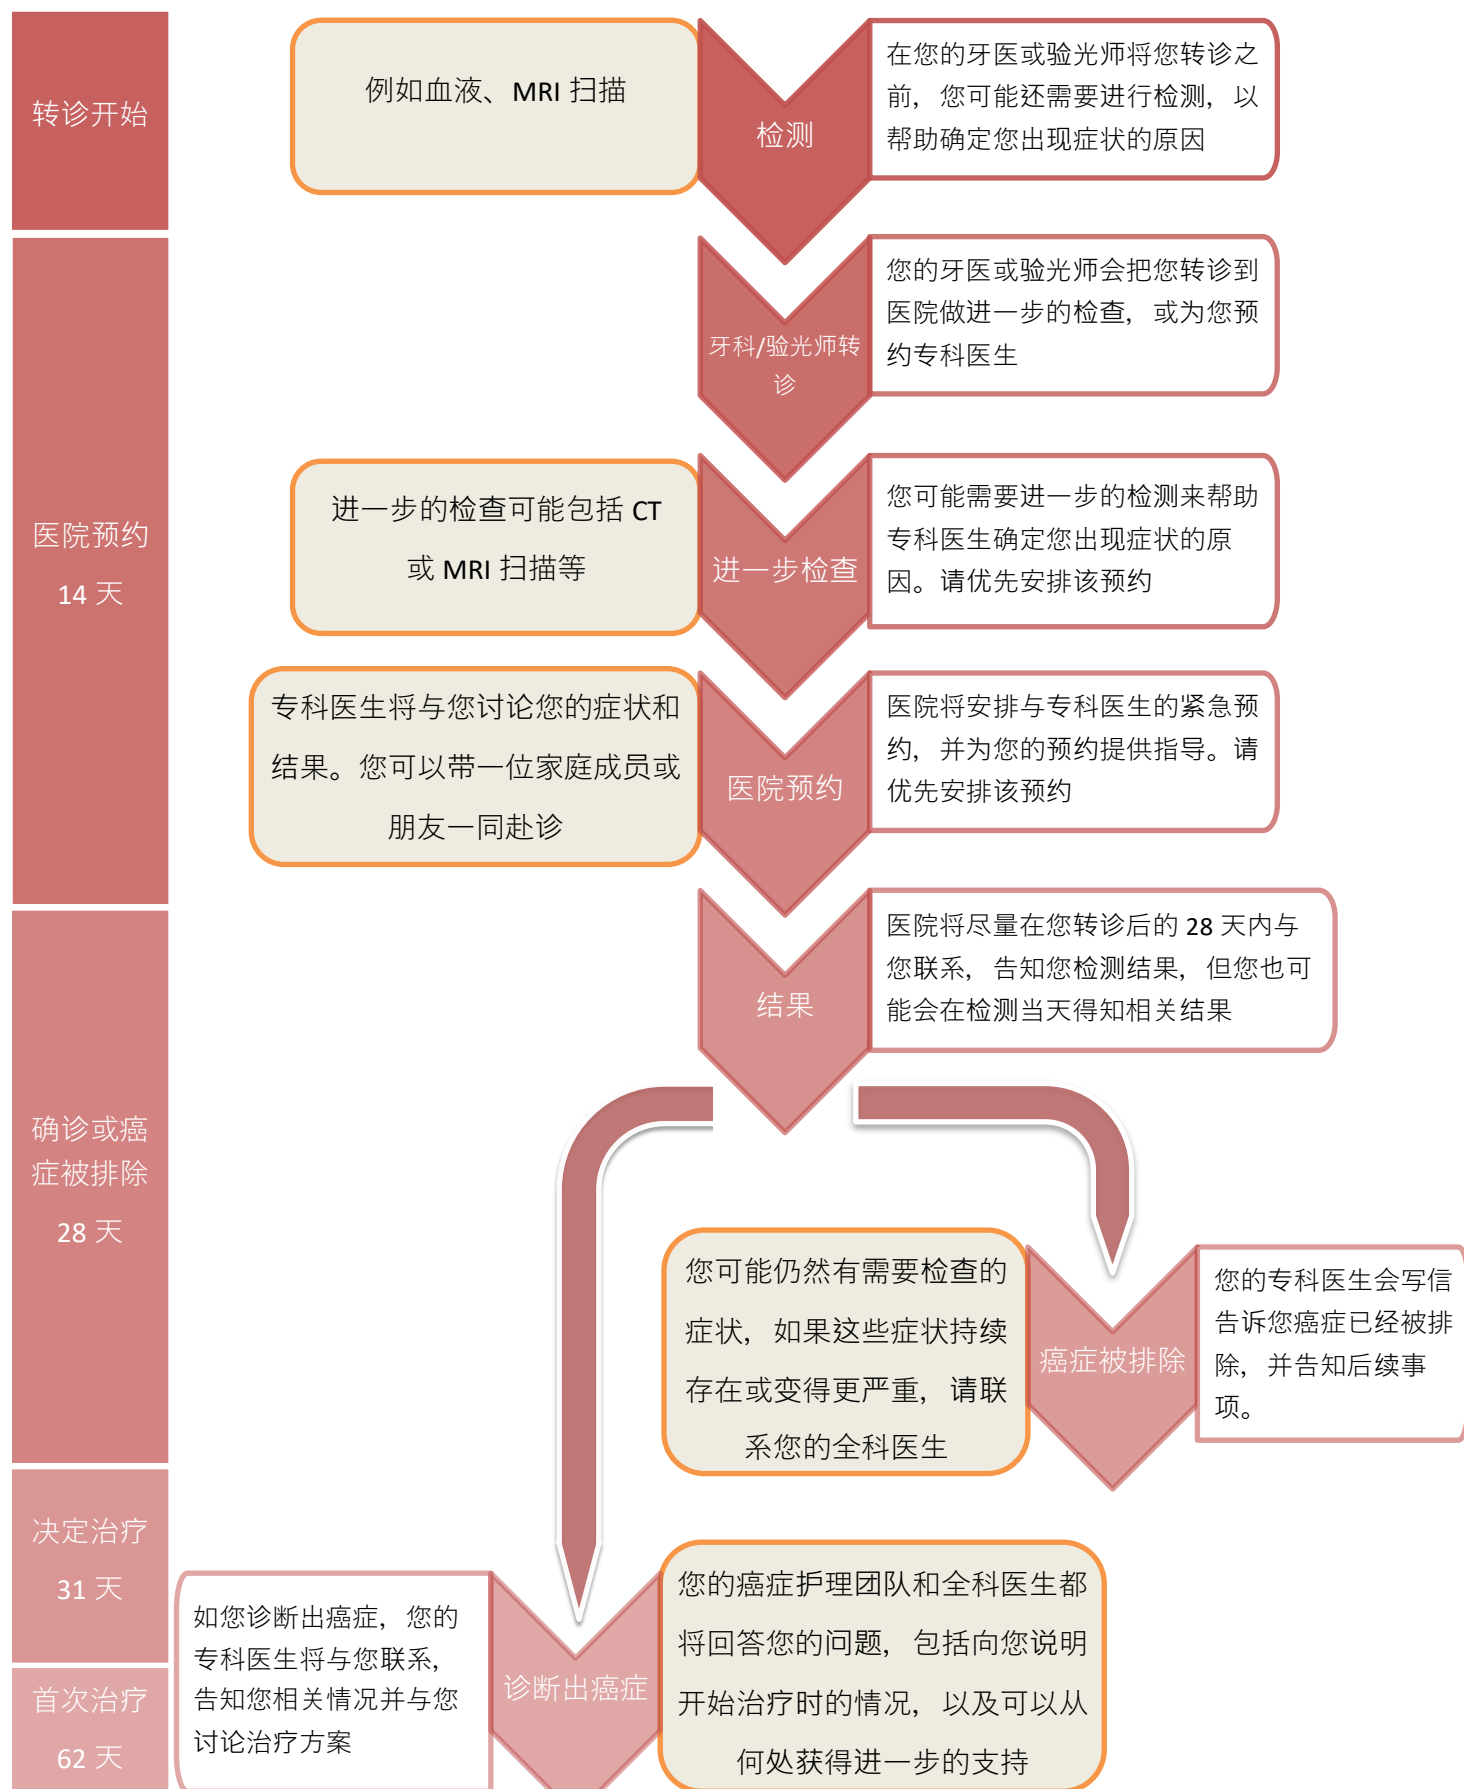 转诊开始
例如血液、MRI 扫描
检测
在您的牙医或验光师将您转诊之
前，您可能还需要进行检测，以
帮助确定您出现症状的原因
牙科/验光师转
诊
您的牙医或验光师会把您转诊到
医院做进一步的检查，或为您预
约专科医生
医院预约
14 天
进一步的检查可能包括 CT
或 MRI 扫描等
进一步检查
您可能需要进一步的检测来帮助
专科医生确定您出现症状的原
因。请优先安排该预约
专科医生将与您讨论您的症状和
结果。您可以带一位家庭成员或
朋友一同赴诊
医院预约
医院将安排与专科医生的紧急预
约，并为您的预约提供指导。请
优先安排该预约
结果
医院将尽量在您转诊后的 28 天内与
您联系，告知您检测结果，但您也可
能会在检测当天得知相关结果
确诊或癌
症被排除
28 天
您可能仍然有需要检查的
症状，如果这些症状持续
存在或变得更严重，请联
系您的全科医生
癌症被排除
您的专科医生会写信
告诉您癌症已经被排
除，并告知后续事
项。
决定治疗
31 天
首次治疗
62 天
如您诊断出癌症，您的
专科医生将与您联系，
告知您相关情况并与您
讨论治疗方案
诊断出癌症
您的癌症护理团队和全科医生都
将回答您的问题，包括向您说明
开始治疗时的情况，以及可以从
何处获得进一步的支持